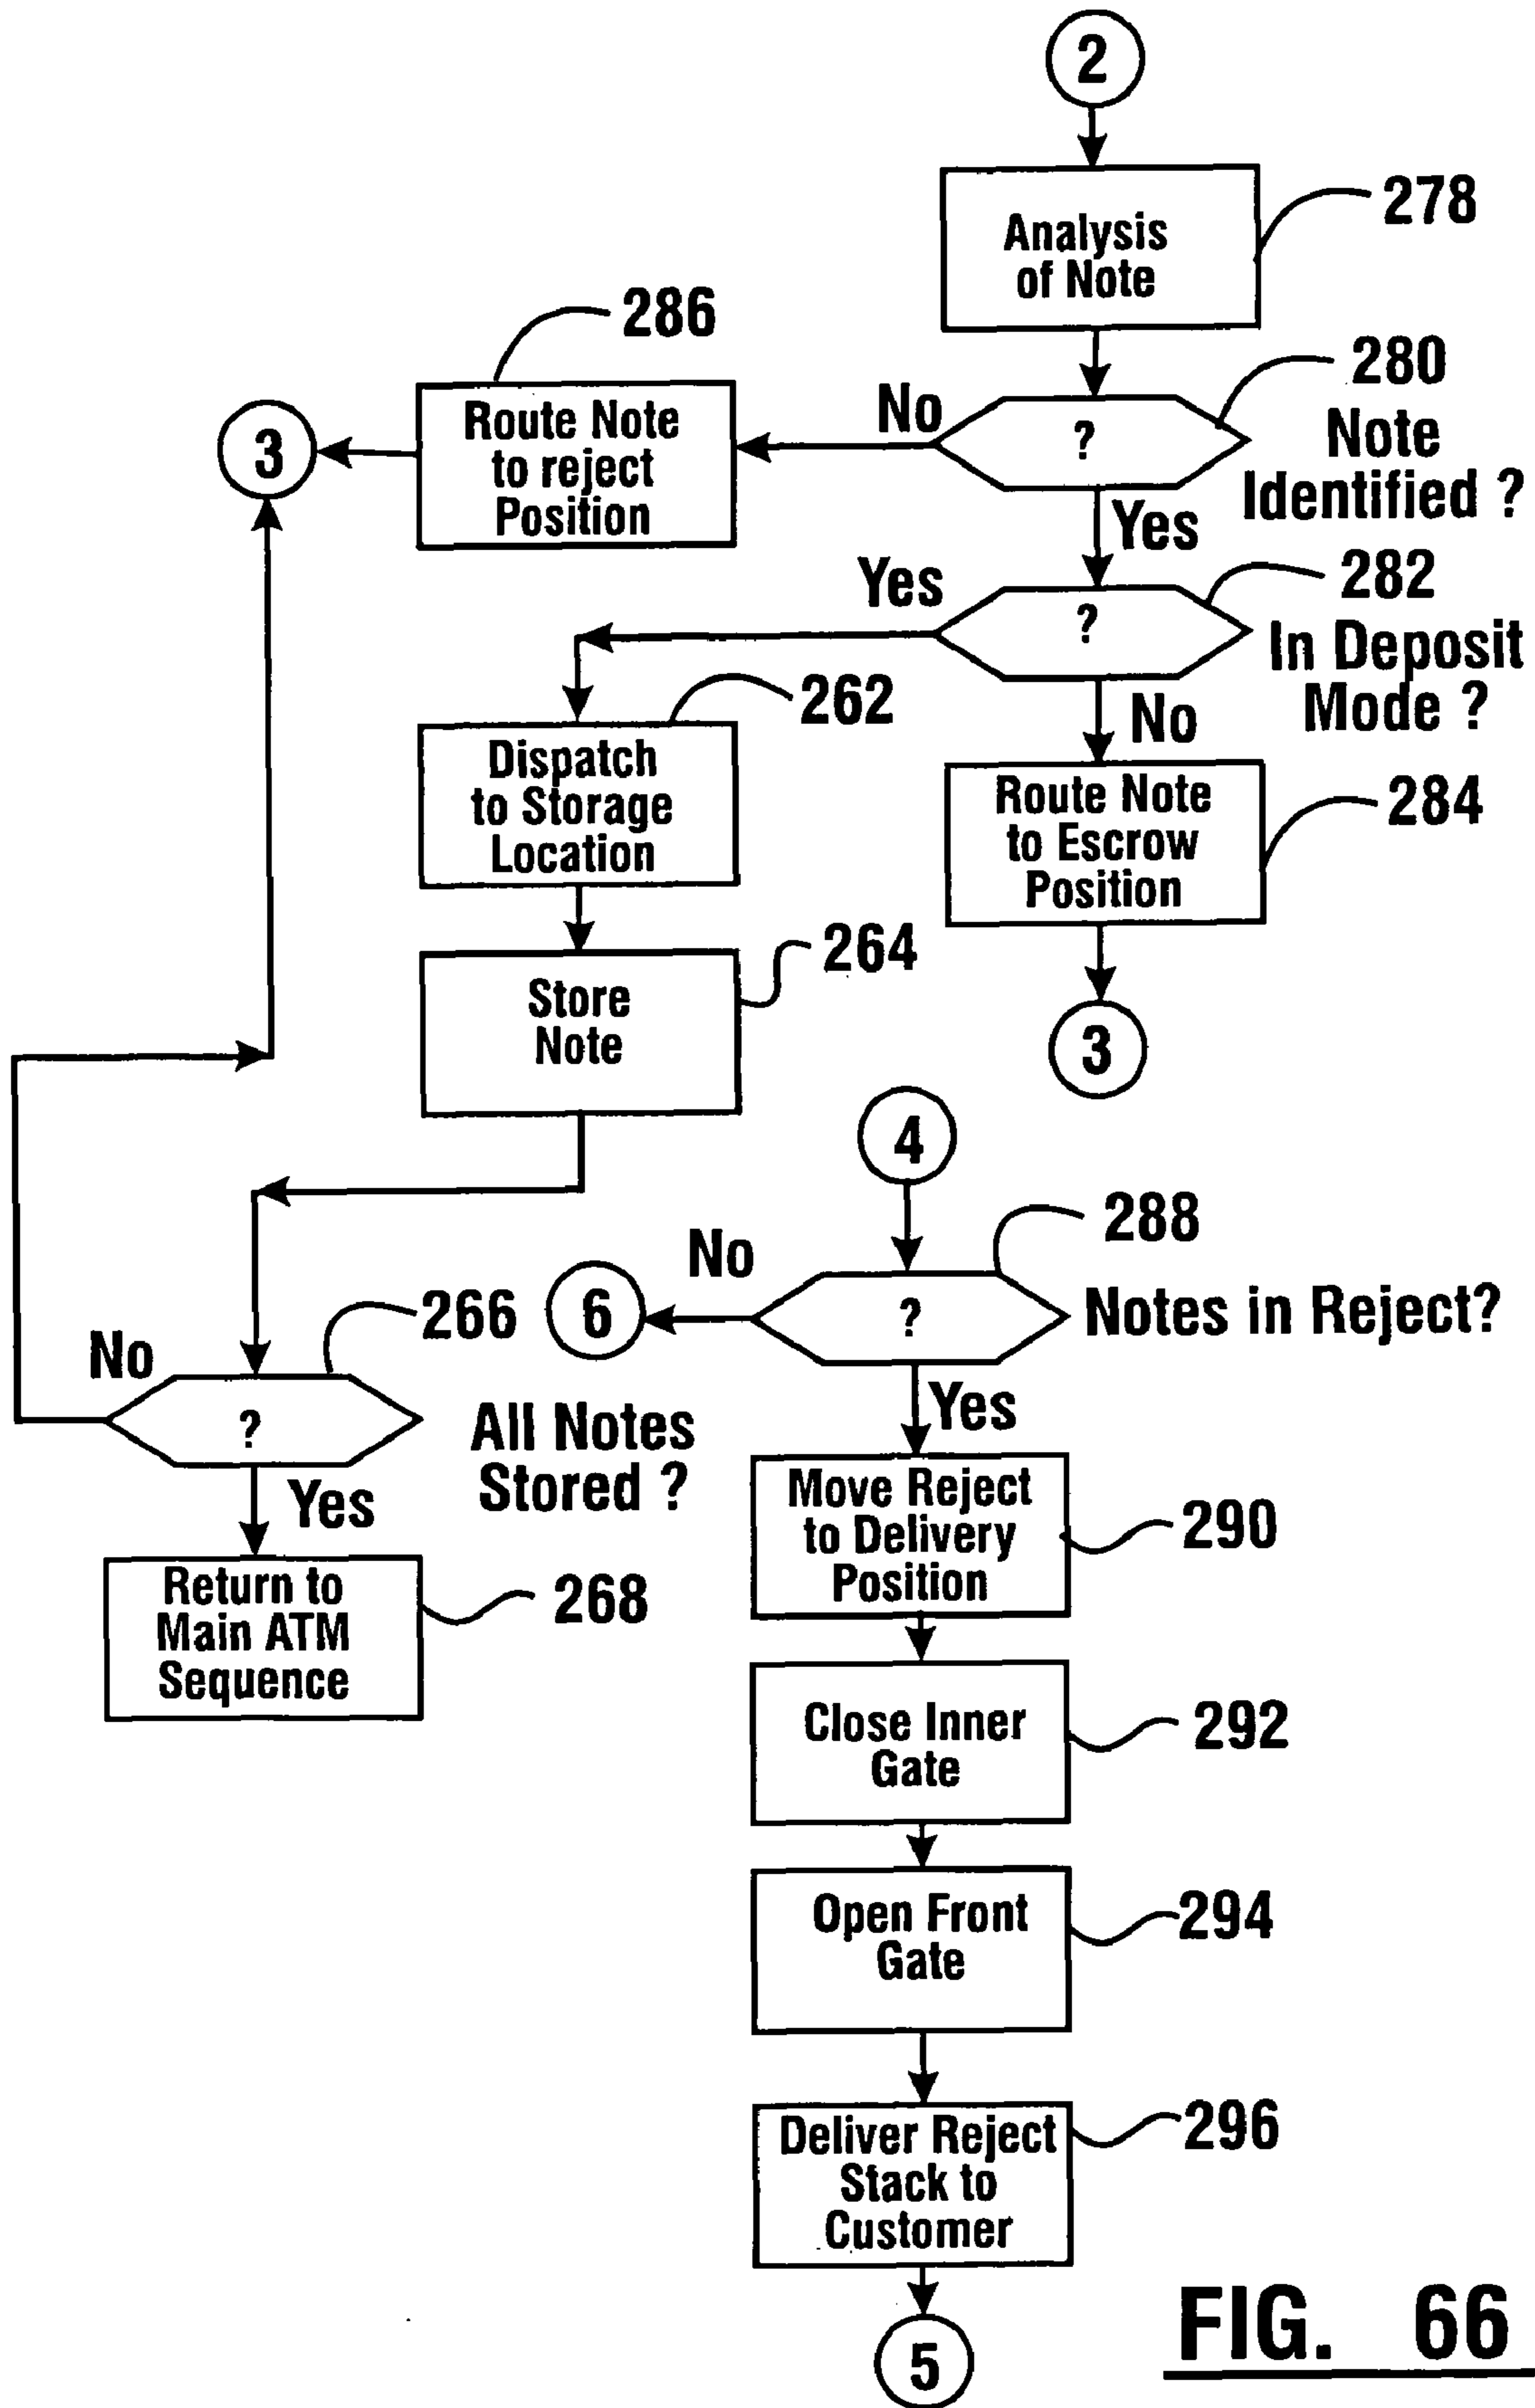 2
278
Analysis
of Note
286
280
Route Note
to reject
Position
3
No
?
Note
Identified ?
Yes
282
Yes
?
In Deposit
Mode ?
262
No
Dispatch
to Storage
Location
Route Note
to Escrow
Position
284
264
Store
Note
3
4
288
No
6
?
Notes in Reject?
266
No
?
All Notes
Stored ?
Yes
Yes
Move Reject
to Delivery
Position
290
Return to
Main ATM
Sequence
268
Close Inner
Gate
292
Open Front
Gate
294
Deliver Reject
Stack to
Customer
296
5
FIG. 66